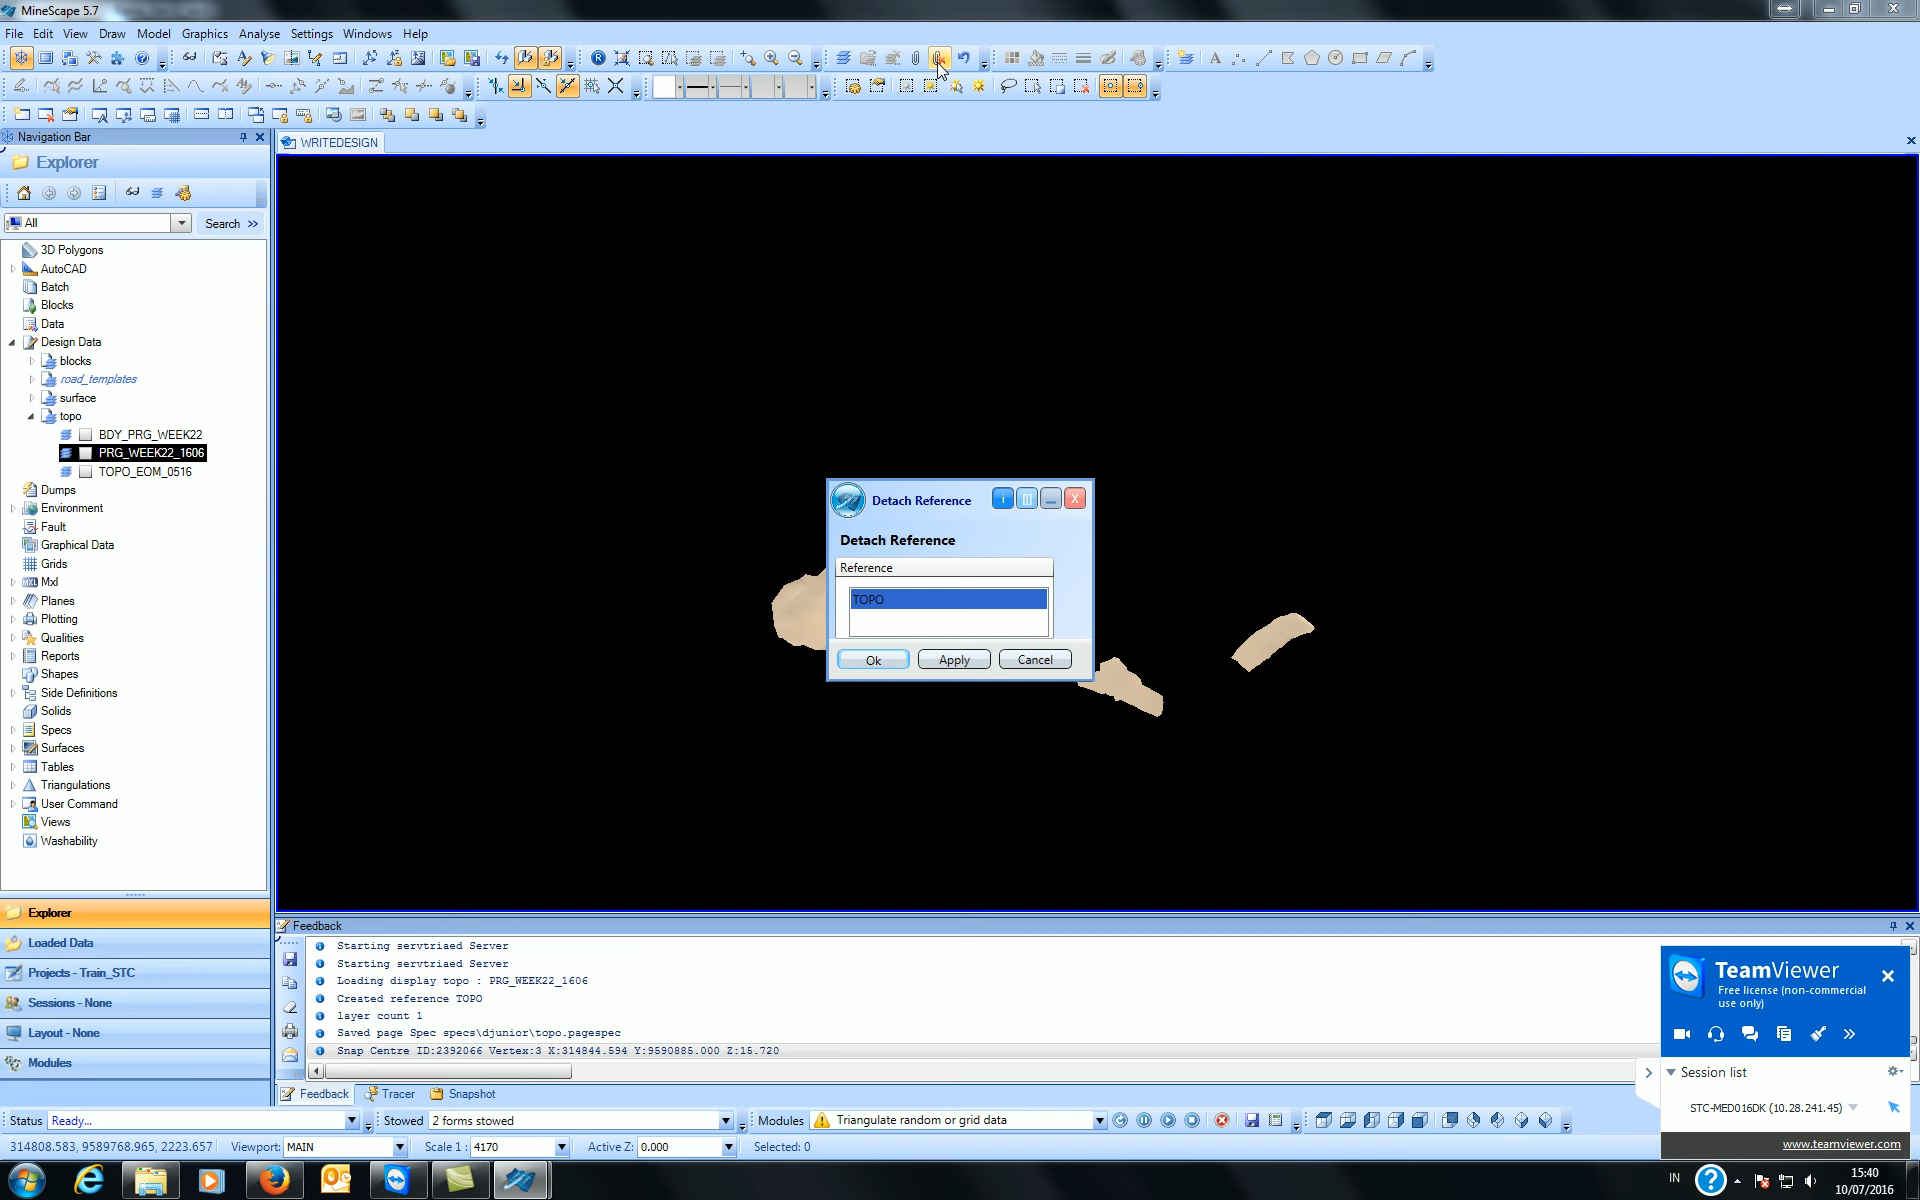 MineScape 5.7
File Edit View Draw Model Graphics Analyse Settings Windows Help
Navigation Bar
WRITEDESIGN
Explorer
All
Search >>
3D Polygons
AutoCAD
Batch
Blocks
Data
Design Data
blocks
road_templates
surface
topo
BDY_PRG_WEEK22
PRG_WEEK22_1606
TOPO_EOM_0516
Dumps
Environment
Fault
Graphical Data
Grids
Mxl
Planes
Plotting
Qualities
Reports
Shapes
Side Definitions
Solids
Specs
Surfaces
Tables
Triangulations
User Command
Views
Washability
Detach Reference
Detach Reference
Reference
TOPO
Ok Apply Cancel
Explorer
Loaded Data
Projects - Train_STC
Sessions - None
Layout - None
Modules
Feedback
Starting servtriaed Server
Starting servtriaed Server
Loading display topo : PRG_WEEK22_1606
Created reference TOPO
layer count 1
Saved page Spec specs\djunior\topo.pagespec
Snap Centre ID:2392066 Vertex:3 X:314844.594 Y:9590885.000 Z:15.720
Feedback Tracer Snapshot
TeamViewer
Free license (non-commercial
use only)
Session list
STC-MED016DK (10.28.241.45)
www.teamviewer.com
Status Ready... Stowed 2 forms stowed Modules Triangulate random or grid data
314808.583, 9589768.965, 2223.657 Viewport: MAIN Scale 1 : 4170 Active Z: 0.000 Selected: 0
IN
15:40
10/07/2016